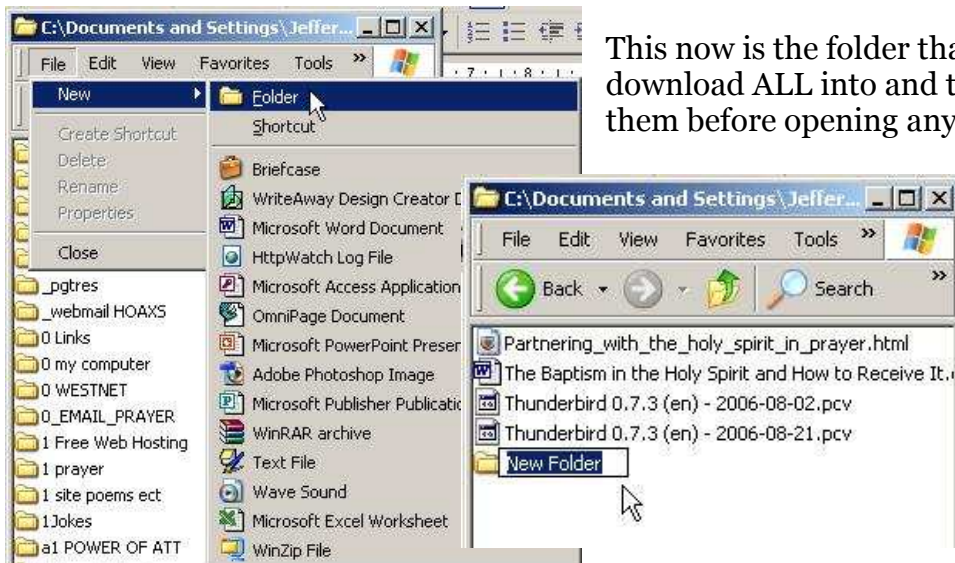 C:\Documents and Settings\Jeffer...
File Edit View Favorites Tools »
New
Create Shortcut
Delete
Rename
Properties
Close
Folder
Shortcut
Briefcase
WriteAway Design Creator
Microsoft Word Document
HttpWatch Log File
Microsoft Access Application
OmniPage Document
Microsoft PowerPoint
Adobe Photoshop Image
Microsoft Publisher
WinRAR archive
Text File
Wave Sound
Microsoft Excel Worksheet
WinZip File
_pgtres
_webmail HOAXS
0 Links
0 my computer
0 WESTNET
0_EMAIL_PRAYER
1 Free Web Hosting
1 prayer
1 site poems ect
1Jokes
a1 POWER OF ATT
· 7 · 1 · 8 · 1 ·
This now is the folder
download ALL into and
them before opening
C:\Documents and Settings\Jeffer...
File Edit View Favorites Tools »
Back Search »
Partnering_with_the_holy_spirit_in_prayer.html
The Baptism in the Holy Spirit and How to Receive It.
Thunderbird 0.7.3 (en) - 2006-08-02.pcv
Thunderbird 0.7.3 (en) - 2006-08-21.pcv
New Folder